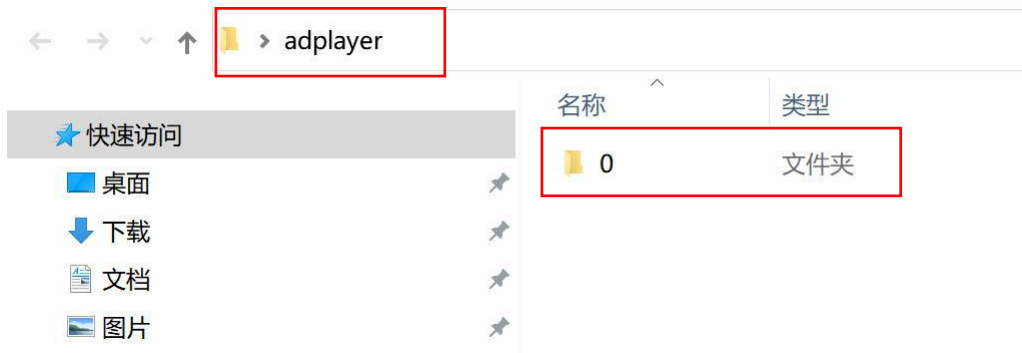 adplayer
名称 类型
快速访问
0 文件夹
桌面
下载
文档
图片